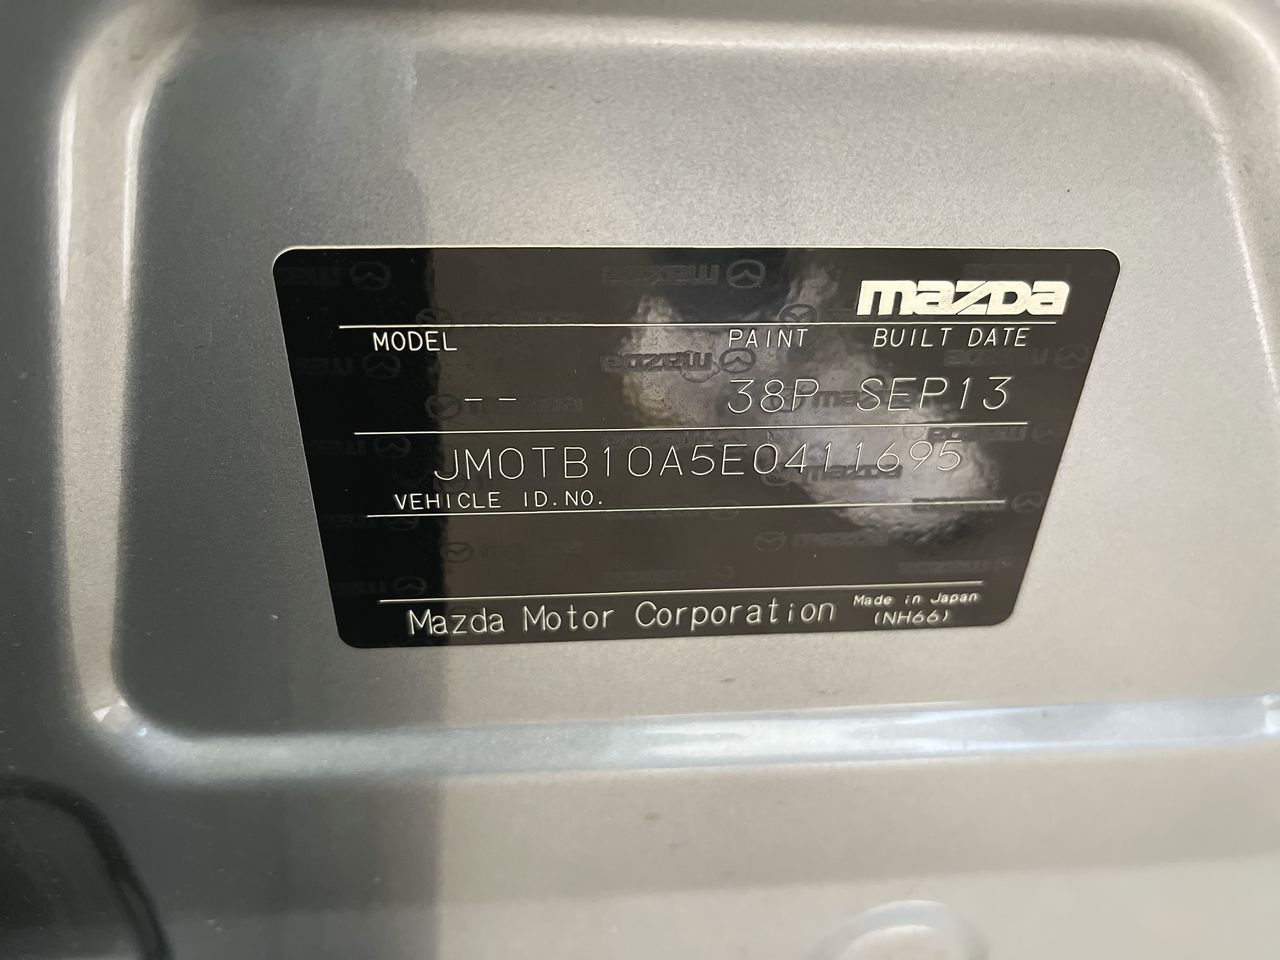 mazda
MODEL PAINT BUILT DATE
-- 38P SEP13
JM0TB10A5E0411695
VEHICLE ID.NO.
Mazda Motor Corporation Made in Japan
(NH66)